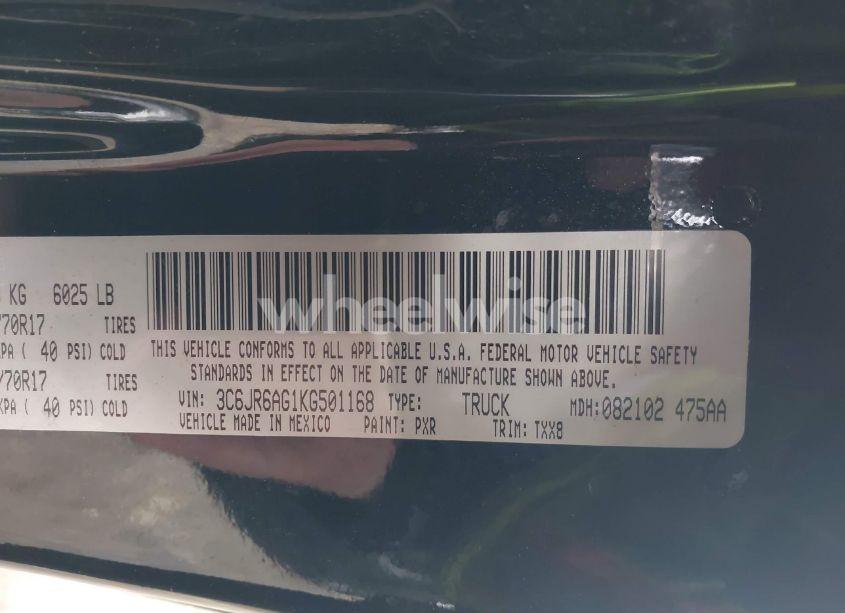 KG 6025 LB
/70R17 TIRES
KPA ( 40 PSI) COLD
/70R17 TIRES
KPA ( 40 PSI) COLD
wheelwise
THIS VEHICLE CONFORMS TO ALL APPLICABLE U.S.A. FEDERAL MOTOR VEHICLE SAFETY
STANDARDS IN EFFECT ON THE DATE OF MANUFACTURE SHOWN ABOVE.
VIN: 3C6JR6AG1KG501168 TYPE: TRUCK MDH: 082102 475AA
VEHICLE MADE IN MEXICO PAINT: PXR TRIM: TXX8